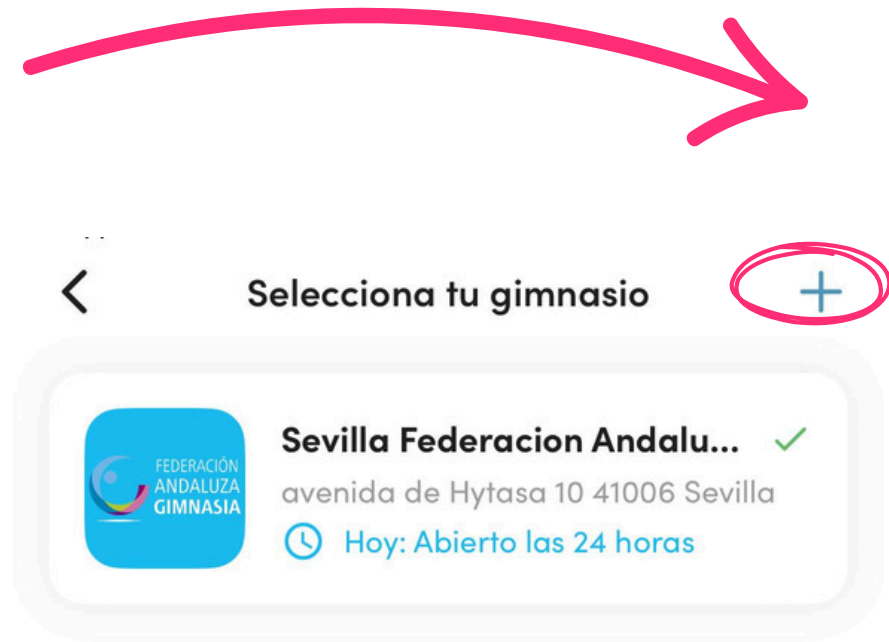 Selecciona tu gimnasio
FEDERACIÓN
ANDALUZA
GIMNASIA
Sevilla Federacion Andalu...
avenida de Hytasa 10 41006 Sevilla
Hoy: Abierto las 24 horas